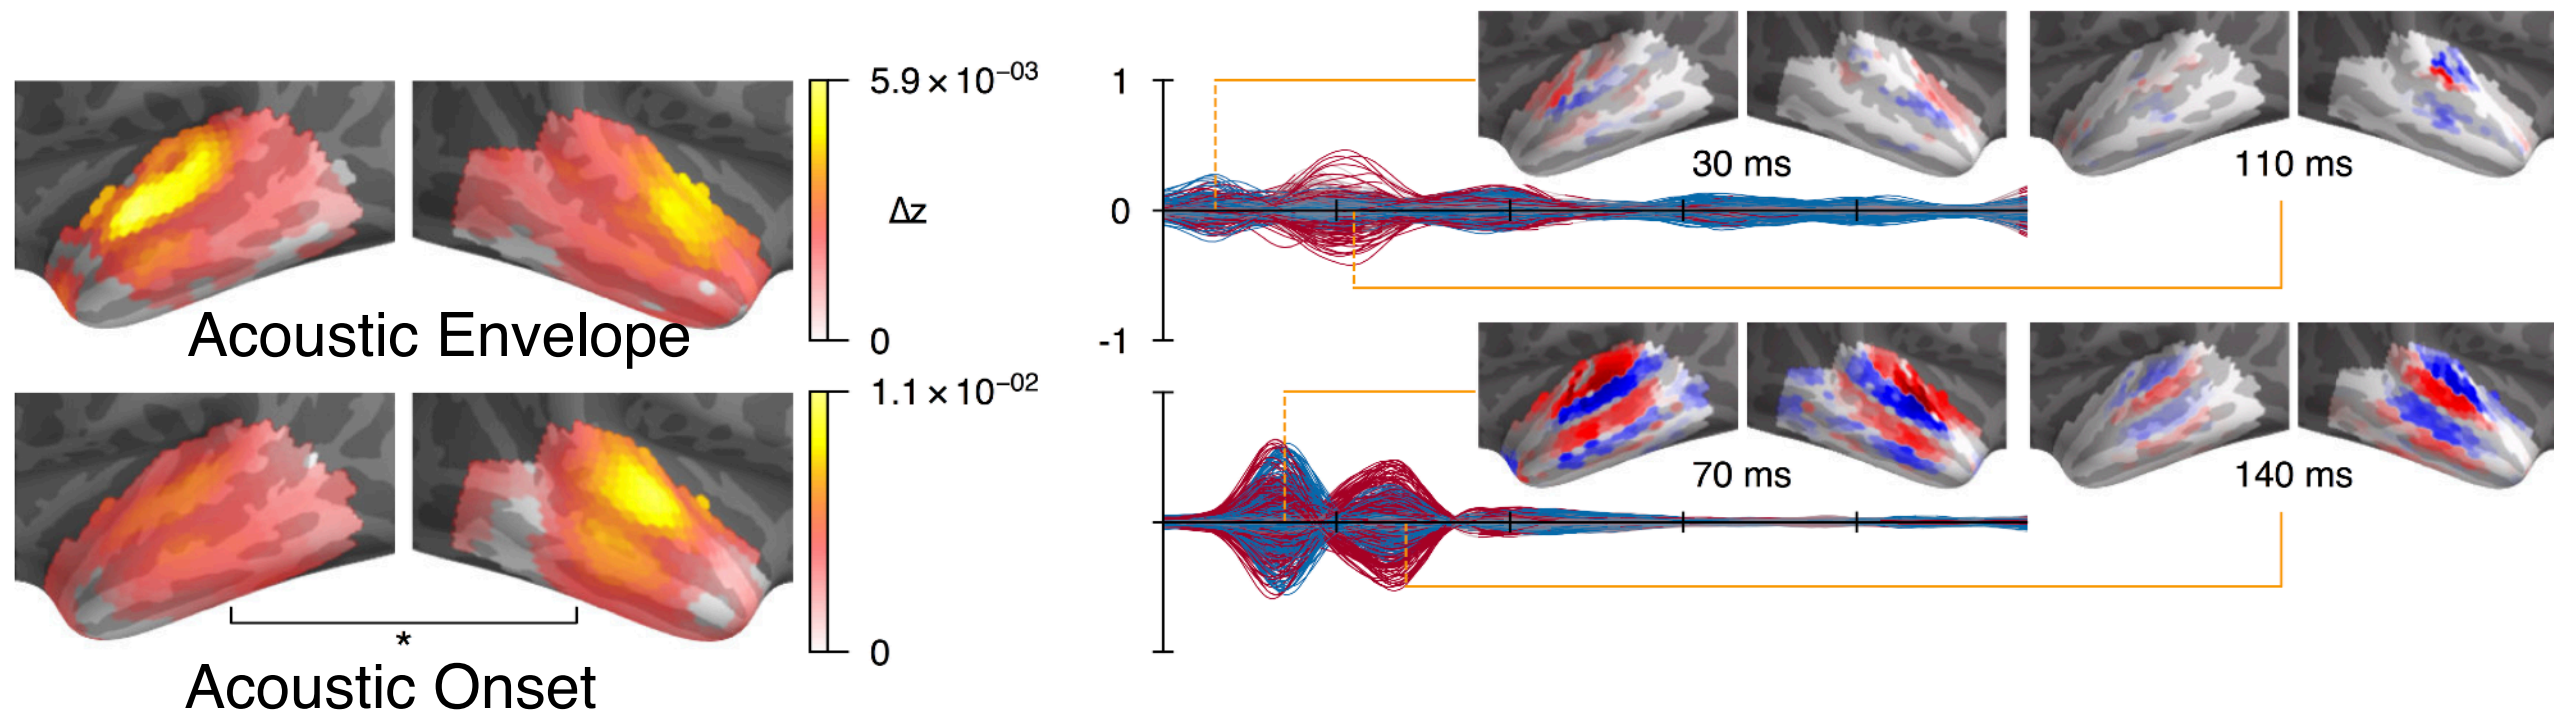 5.9 × 10⁻⁰³
Δz
0
Acoustic Envelope
1
0
-1
30 ms
110 ms
1.1 × 10⁻⁰²
0
*
Acoustic Onset
70 ms
140 ms